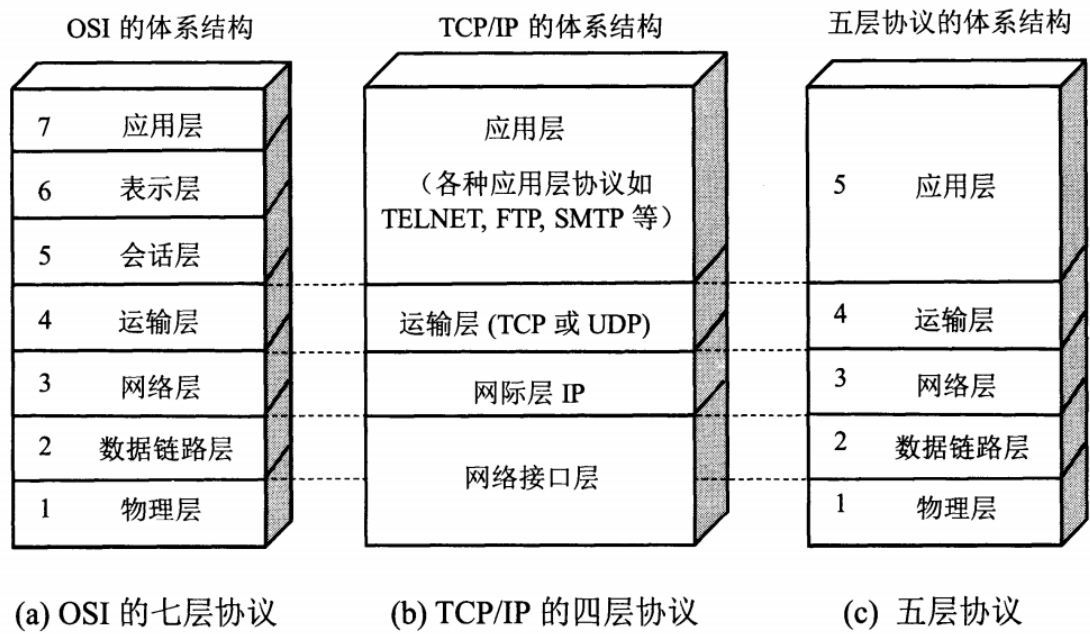 OSI 的体系结构
7 应用层
6 表示层
5 会话层
4 运输层
3 网络层
2 数据链路层
1 物理层
(a) OSI 的七层协议
TCP/IP 的体系结构
应用层
（各种应用层协议如
TELNET, FTP, SMTP 等）
运输层 (TCP 或 UDP)
网际层 IP
网络接口层
(b) TCP/IP 的四层协议
五层协议的体系结构
5 应用层
4 运输层
3 网络层
2 数据链路层
1 物理层
(c) 五层协议